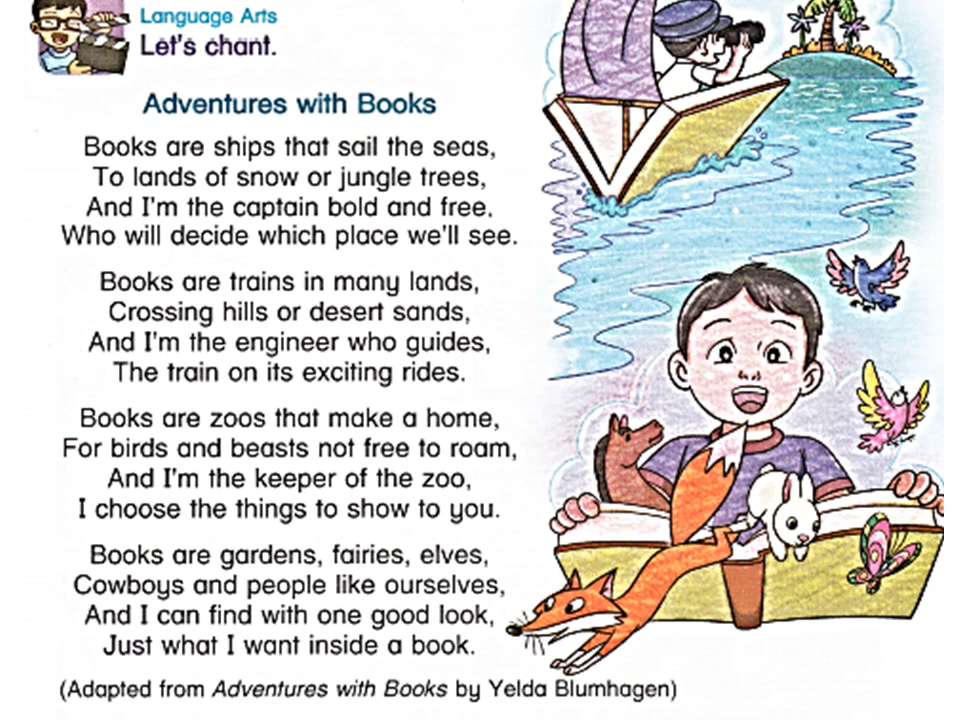 Language Arts
Let's chant.
Adventures with Books
Books are ships that sail the seas,
To lands of snow or jungle trees,
And I'm the captain bold and free.
Who will decide which place we'll see.
Books are trains in many lands,
Crossing hills or desert sands,
And I'm the engineer who guides,
The train on its exciting rides.
Books are zoos that make a home,
For birds and beasts not free to roam,
And I'm the keeper of the zoo,
I choose the things to show to you.
Books are gardens, fairies, elves,
Cowboys and people like ourselves,
And I can find with one good look,
Just what I want inside a book.
(Adapted from Adventures with Books by Yelda Blumhagen)